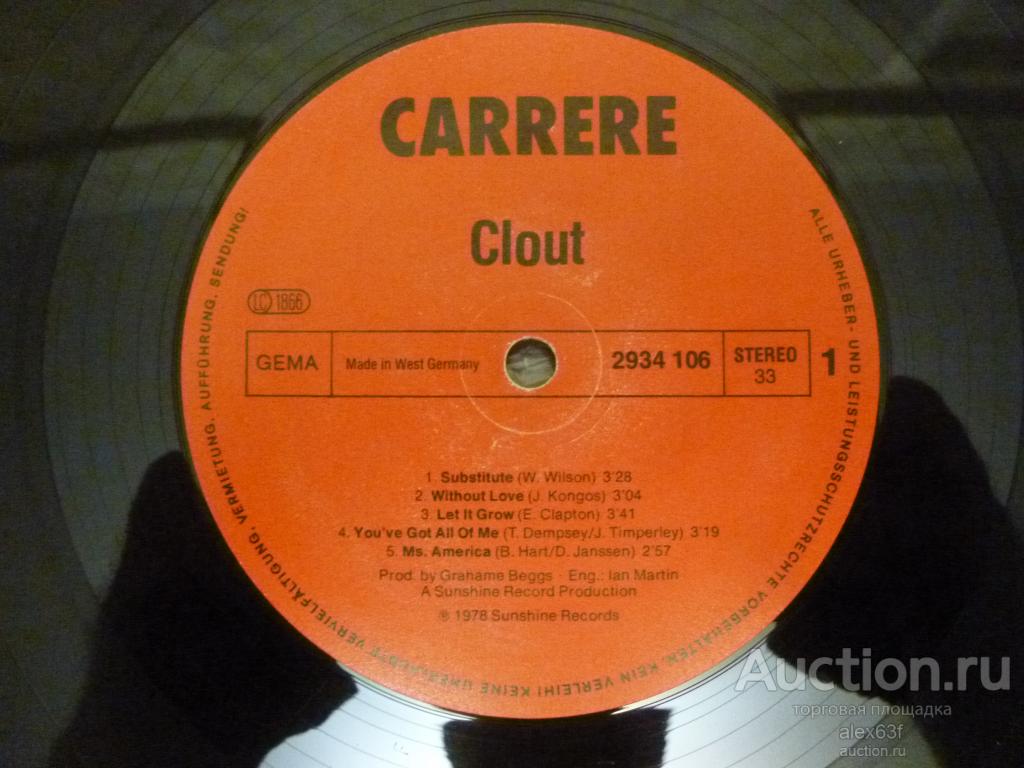 CARRERE
Clout
LC 1866
GEMA
Made in West Germany
2934 106
STEREO
33
1
1. Substitute (W. Wilson) 3'28
2. Without Love (J. Kongos) 3'04
3. Let It Grow (E. Clapton) 3'41
4. You've Got All Of Me (T. Dempsey/J. Timperley) 3'19
5. Ms. America (B. Hart/D. Janssen) 2'57
Prod. by Grahame Beggs · Eng.: Ian Martin
A Sunshine Record Production
℗ 1978 Sunshine Records
ALLE URHEBER- UND LEISTUNGSSCHUTZRECHTE VORBEHALTEN. KEIN VERLEIH! KEINE UNERLAUBTE VERVIELFÄLTIGUNG, VERMIETUNG, AUFFÜHRUNG, SENDUNG!
Auction.ru
торговая площадка
alex63f
auction.ru